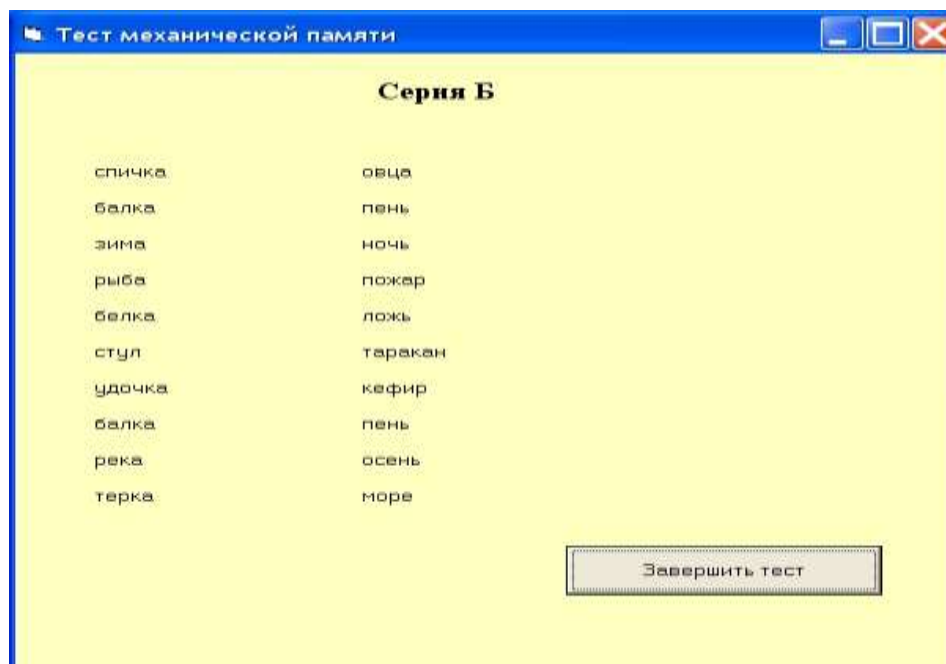 Тест механической памяти
Серия Б
спичка овца
балка пень
зима ночь
рыба пожар
белка ложь
стул таракан
удочка кефир
балка пень
река осень
терка море
Завершить тест